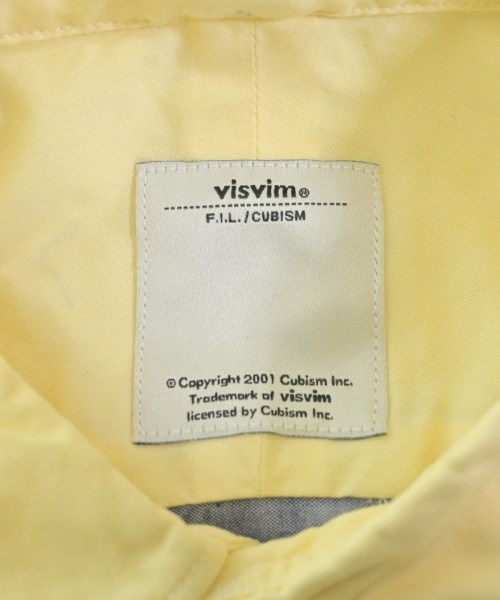 visvim®
F.I.L./CUBISM
© Copyright 2001 Cubism Inc.
Trademark of visvim
licensed by Cubism Inc.